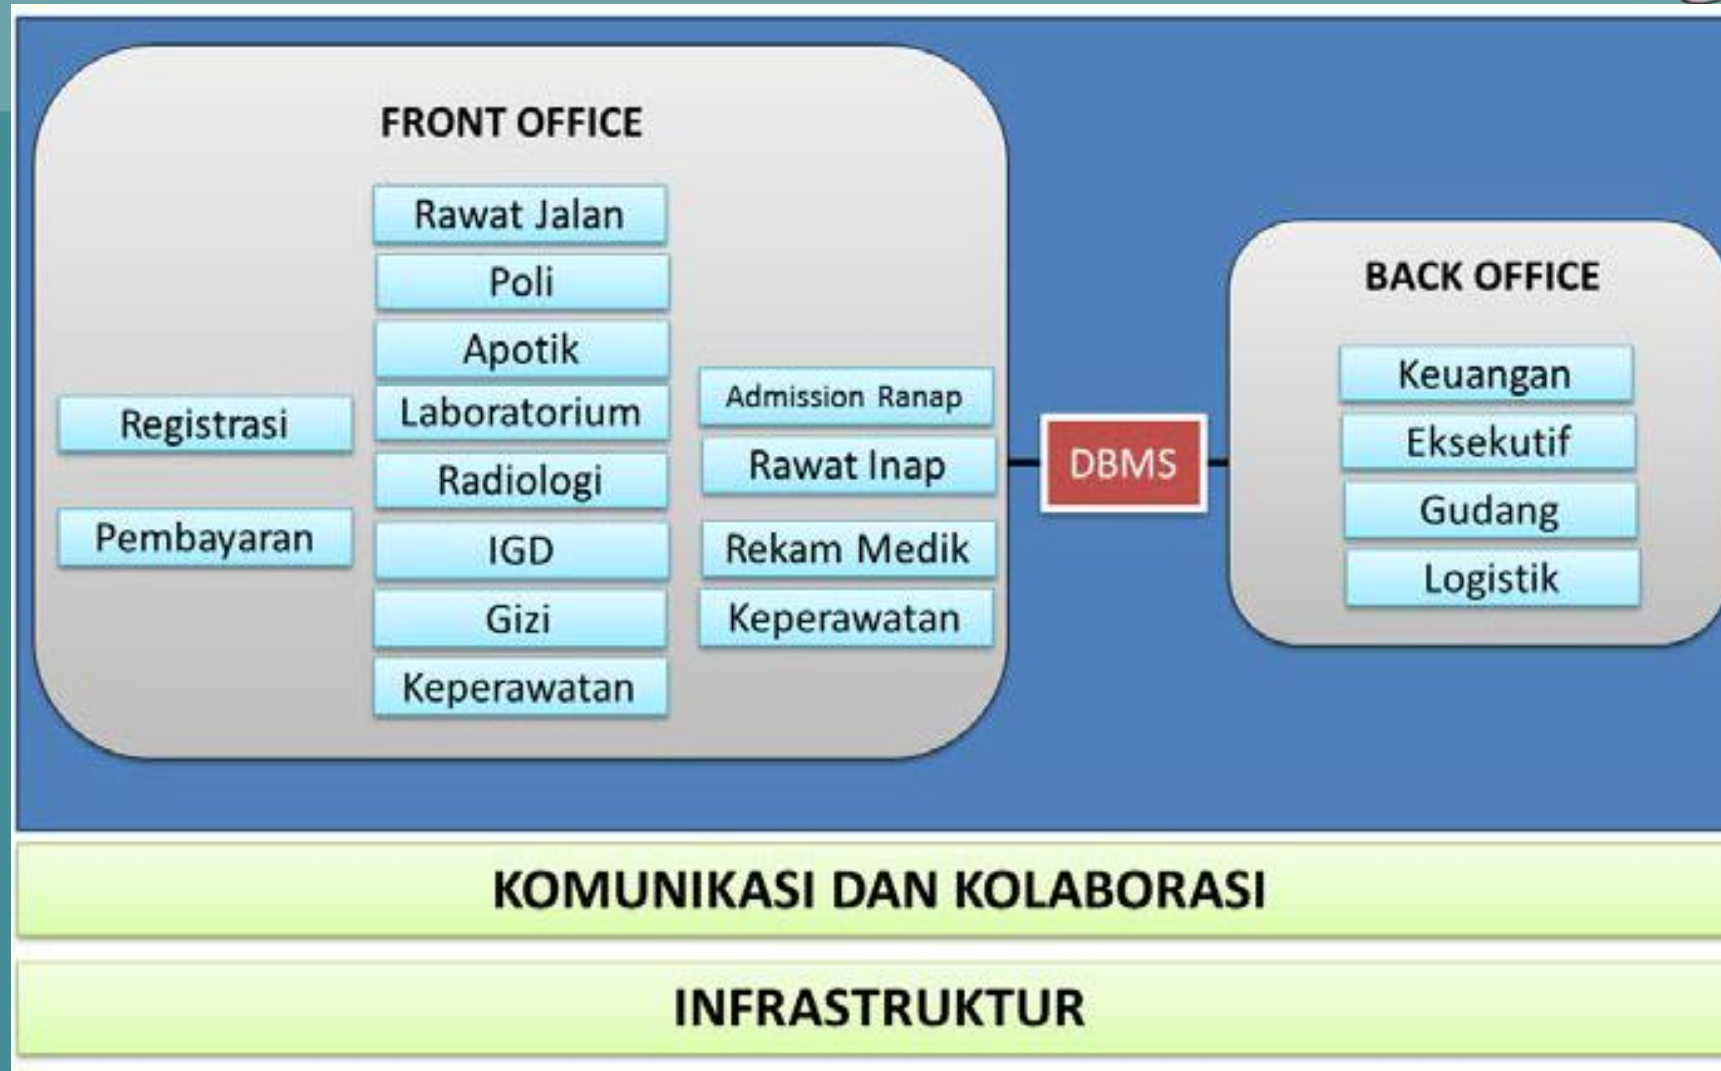 FRONT OFFICE
Registrasi
Pembayaran
Rawat Jalan
Poli
Apotik
Laboratorium
Radiologi
IGD
Gizi
Keperawatan
Admission Ranap
Rawat Inap
Rekam Medik
Keperawatan
DBMS
BACK OFFICE
Keuangan
Eksekutif
Gudang
Logistik
KOMUNIKASI DAN KOLABORASI
INFRASTRUKTUR